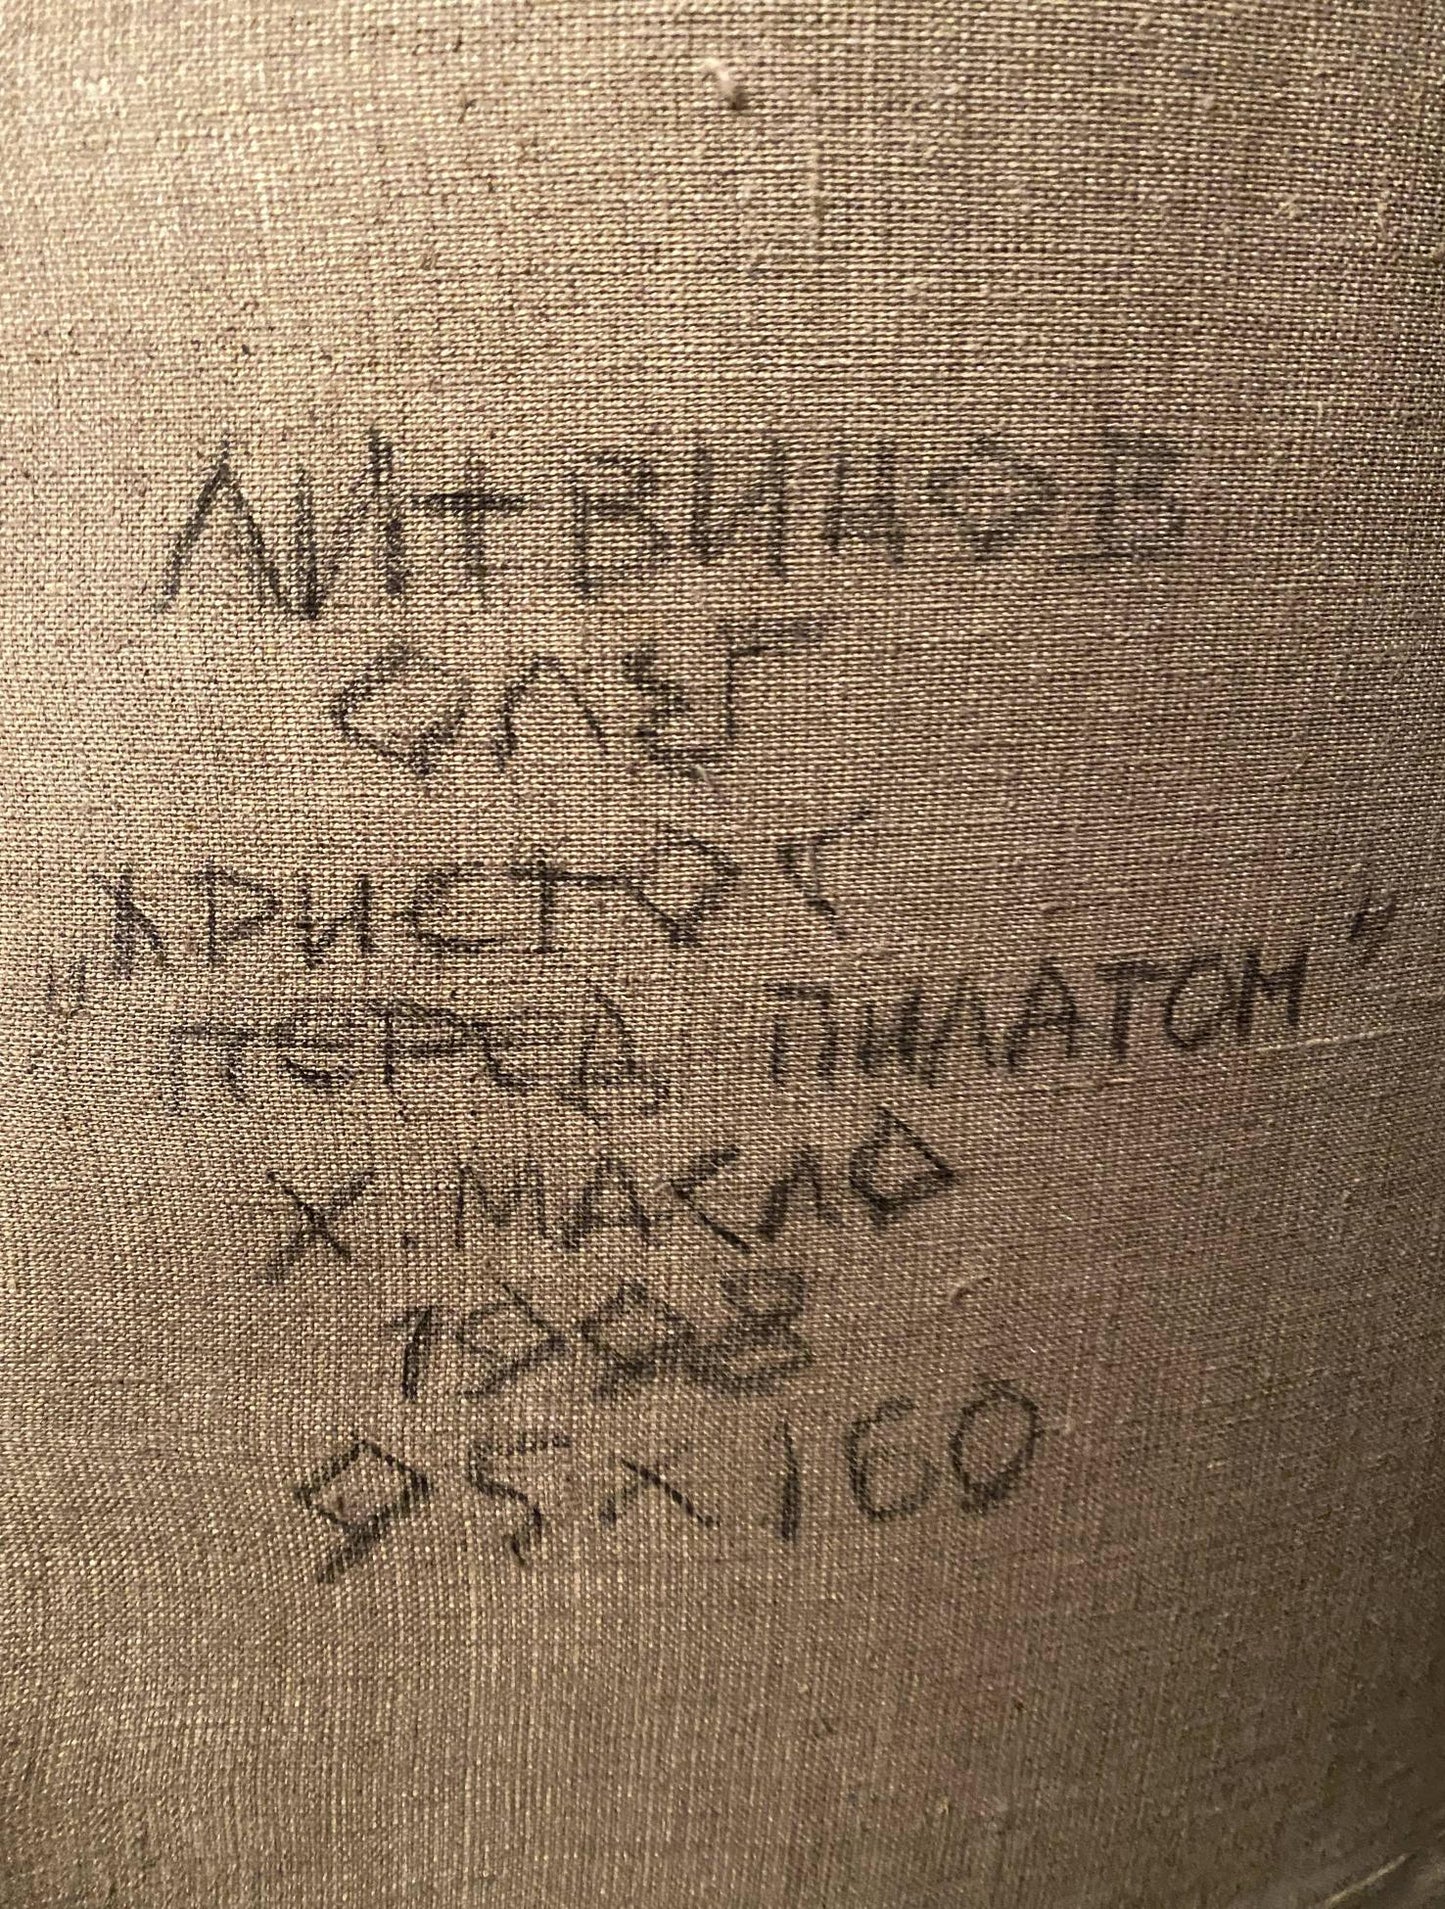 ЛИТВИНОВ
ОЛЕГ
„ХРИСТОС
ПЕРЕД ПИЛАТОМ"
Х. МАСЛО
1998
95 х 160